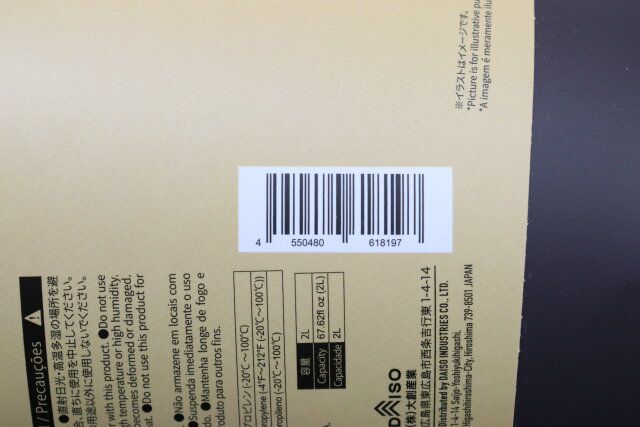 ※イラストはイメージです。
*Picture is for illustrative pu
*A imagem é meramente ilu
4 550480 618197
/ Precauções
●直射日光・高温多湿の場所を避
合、直ちに使用を中止してください。
用途以外に使用しないでください。
with this product. ●Do not use
gh temperature or high humidity.
becomes deformed or damaged.
at. ●Do not use this product for
●Não armazene em locais com
●Suspenda imediatamente o uso
●Mantenha longe de fogo e
roduto para outros fins.
プロピレン (-20℃~100℃)
propylene (-4°F~212°F (-20℃~100℃))
propileno (-20℃~100℃)
容量 2L
Capacity 67.62fl oz (2L)
Capacidade 2L
DAISO
(株)大創産業
広島県東広島市西条吉行東1-4-14
Distributed by DAISO INDUSTRIES CO., LTD.
1-4-14 Saijo-Yoshiyukihigashi,
Higashihiroshima-City, Hiroshima 739-8501 JAPAN